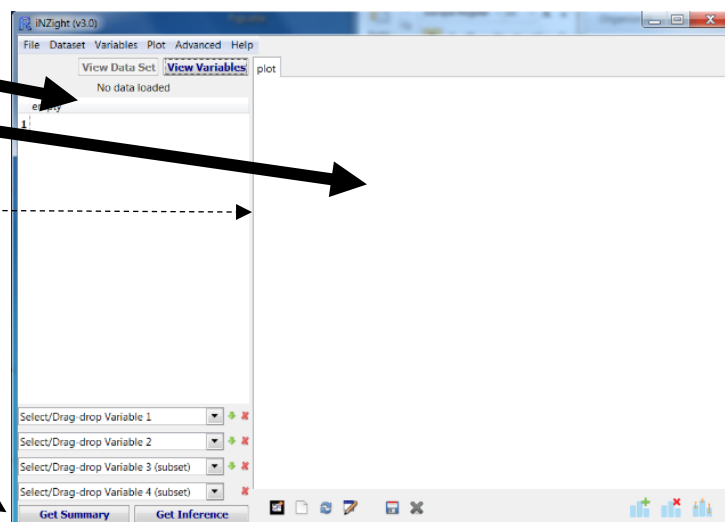 iNZight (v3.0)
File Dataset Variables Plot Advanced Help
View Data Set View Variables plot
No data loaded
1
Select/Drag-drop Variable 1
Select/Drag-drop Variable 2
Select/Drag-drop Variable 3 (subset)
Select/Drag-drop Variable 4 (subset)
Get Summary Get Inference